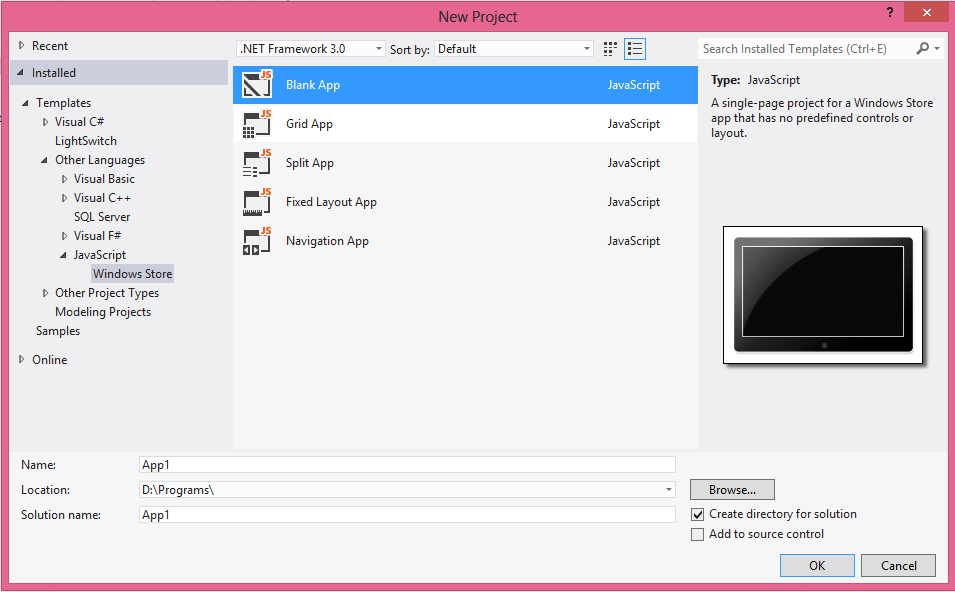 New Project
?
Recent
Installed
Templates
Visual C#
LightSwitch
Other Languages
Visual Basic
Visual C++
SQL Server
Visual F#
JavaScript
Windows Store
Other Project Types
Modeling Projects
Samples
Online
.NET Framework 3.0
Sort by:
Default
Search Installed Templates (Ctrl+E)
JS
Blank App
JavaScript
JS
Grid App
JavaScript
JS
Split App
JavaScript
JS
Fixed Layout App
JavaScript
JS
Navigation App
JavaScript
Type: JavaScript
A single-page project for a Windows Store
app that has no predefined controls or
layout.
Name:
App1
Location:
D:\Programs\
Browse...
Solution name:
App1
Create directory for solution
Add to source control
OK
Cancel